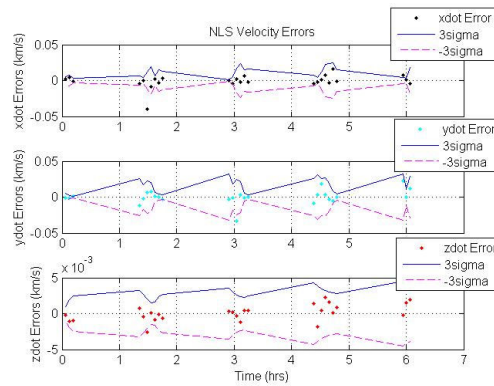 NLS Velocity Errors
xdot Error
3sigma
-3sigma
xdot Errors (km/s)
0.05
0
-0.05
0 1 2 3 4 5 6
Time (hrs)
ydot Error
3sigma
-3sigma
ydot Errors (km/s)
0.05
0
-0.05
0 1 2 3 4 5 6
zdot Error
3sigma
-3sigma
zdot Errors (km/s)
x 10^-3
5
0
-5
0 1 2 3 4 5 6
Time (hrs)